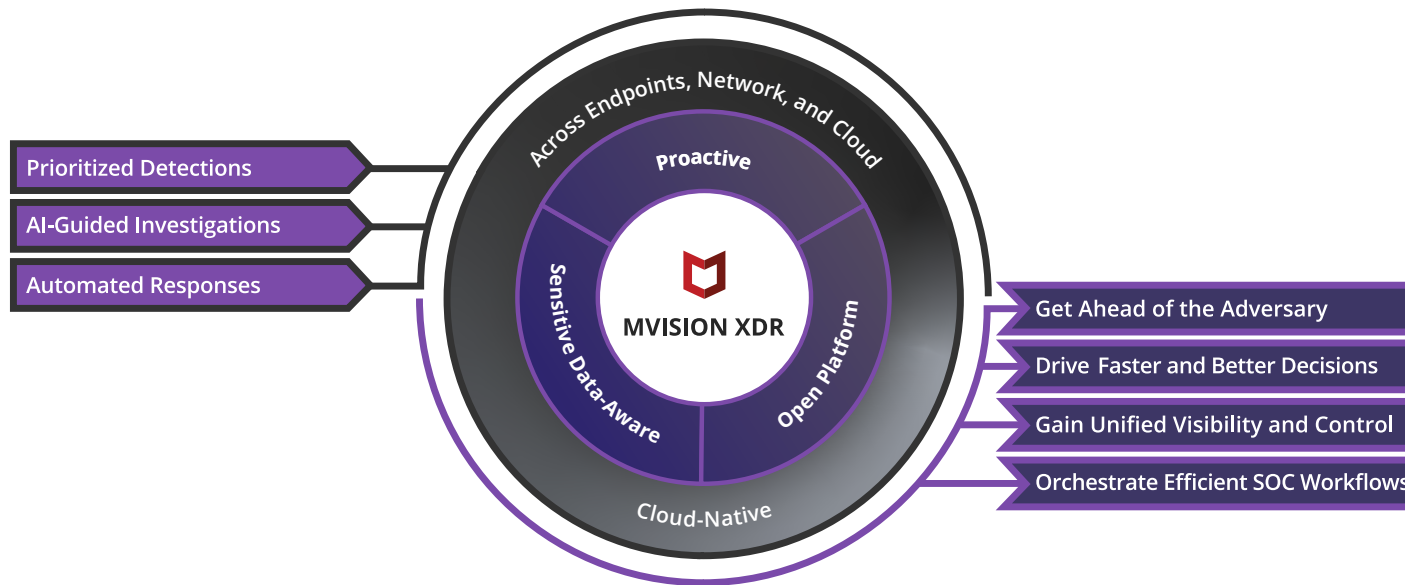 Across Endpoints, Network, and Cloud
Proactive
Prioritized Detections
AI-Guided Investigations
Automated Responses
Sensitive Data-Aware
MVISION XDR
Open Platform
Cloud-Native
Get Ahead of the Adversary
Drive Faster and Better Decisions
Gain Unified Visibility and Control
Orchestrate Efficient SOC Workflows